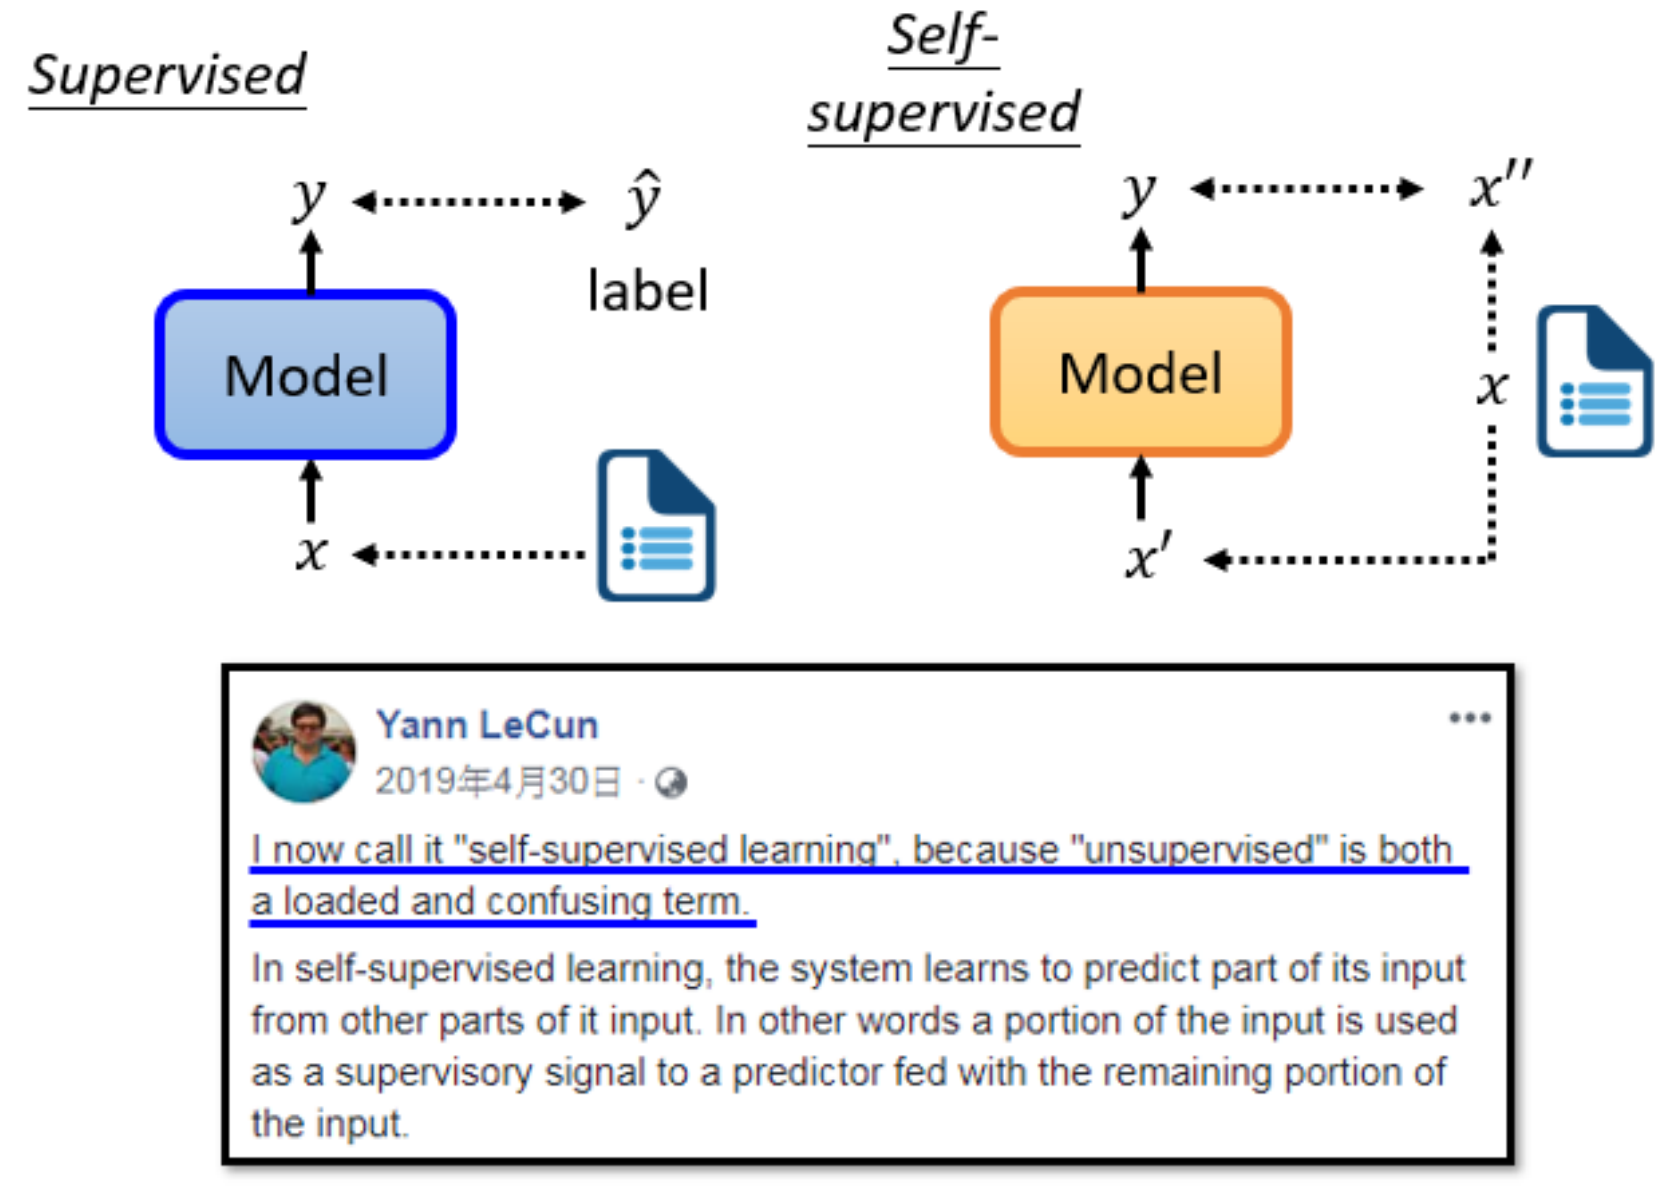 Supervised
Self-
supervised
y
ŷ
y
x′′
label
Model
Model
x
x
x′
Yann LeCun
2019年4月30日 ·
I now call it "self-supervised learning", because "unsupervised" is both
a loaded and confusing term.
In self-supervised learning, the system learns to predict part of its input
from other parts of it input. In other words a portion of the input is used
as a supervisory signal to a predictor fed with the remaining portion of
the input.